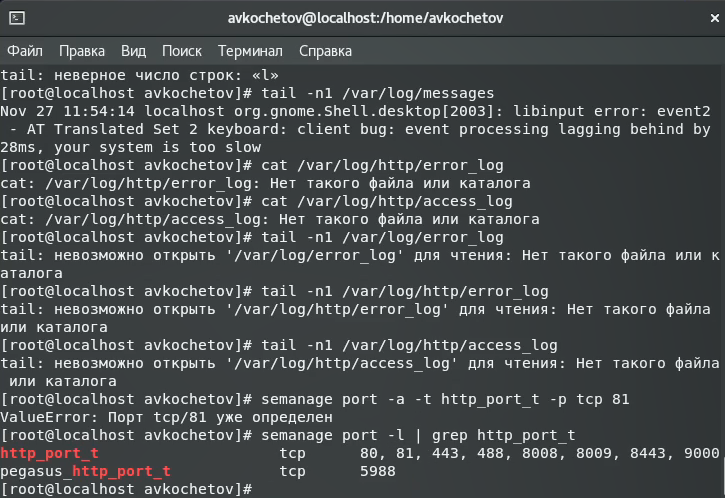 avkochetov@localhost:/home/avkochetov
Файл Правка Вид Поиск Терминал Справка
tail: неверное число строк: «l»
[root@localhost avkochetov]# tail -n1 /var/log/messages
Nov 27 11:54:14 localhost org.gnome.Shell.desktop[2003]: libinput error: event2
 - AT Translated Set 2 keyboard: client bug: event processing lagging behind by
28ms, your system is too slow
[root@localhost avkochetov]# cat /var/log/http/error_log
cat: /var/log/http/error_log: Нет такого файла или каталога
[root@localhost avkochetov]# cat /var/log/http/access_log
cat: /var/log/http/access_log: Нет такого файла или каталога
[root@localhost avkochetov]# tail -n1 /var/log/error_log
tail: невозможно открыть '/var/log/error_log' для чтения: Нет такого файла или к
аталога
[root@localhost avkochetov]# tail -n1 /var/log/http/error_log
tail: невозможно открыть '/var/log/http/error_log' для чтения: Нет такого файла
или каталога
[root@localhost avkochetov]# tail -n1 /var/log/http/access_log
tail: невозможно открыть '/var/log/http/access_log' для чтения: Нет такого файла
 или каталога
[root@localhost avkochetov]# semanage port -a -t http_port_t -p tcp 81
ValueError: Порт tcp/81 уже определен
[root@localhost avkochetov]# semanage port -l | grep http_port_t
http_port_t                    tcp      80, 81, 443, 488, 8008, 8009, 8443, 9000
pegasus_http_port_t            tcp      5988
[root@localhost avkochetov]#